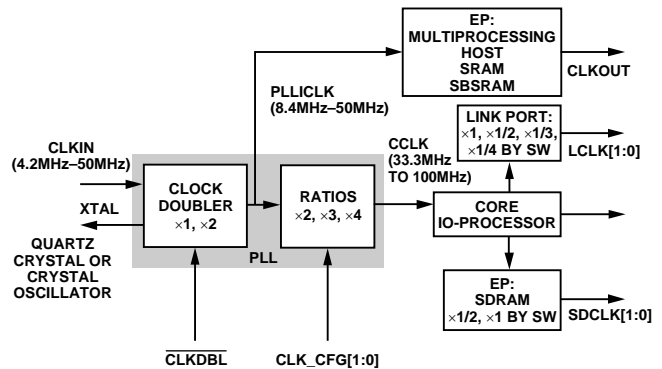 EP:
MULTIPROCESSING
HOST
SRAM
SBSRAM
CLKOUT
PLLICLK
(8.4MHz–50MHz)
LINK PORT:
×1, ×1/2, ×1/3,
×1/4 BY SW
LCLK[1:0]
CLKIN
(4.2MHz–50MHz)
CCLK
(33.3MHz
TO 100MHz)
CLOCK
DOUBLER
×1, ×2
RATIOS
×2, ×3, ×4
CORE
IO-PROCESSOR
XTAL
QUARTZ
CRYSTAL OR
CRYSTAL
OSCILLATOR
PLL
EP:
SDRAM
×1/2, ×1 BY SW
SDCLK[1:0]
CLKDBL
CLK_CFG[1:0]